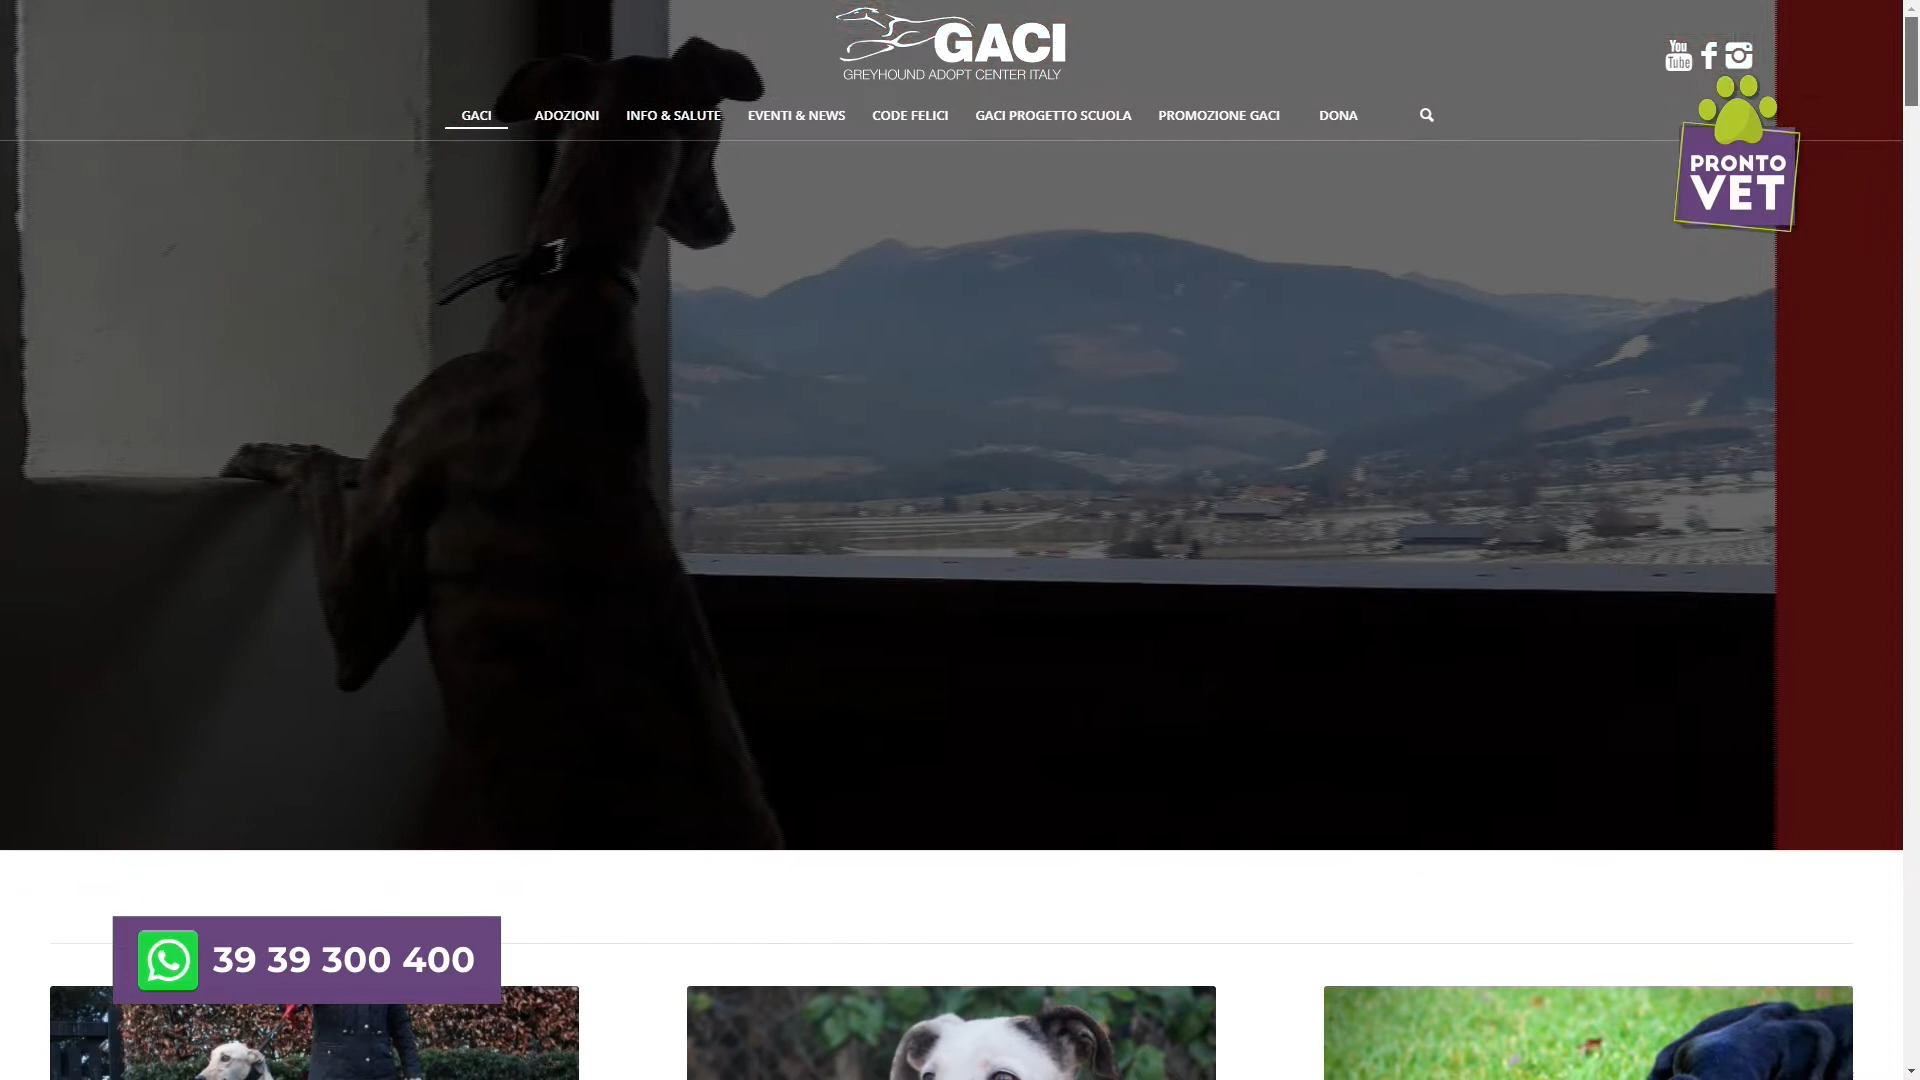 GACI
GREYHOUND ADOPT CENTER ITALY
You
Tube
GACI ADOZIONI INFO & SALUTE EVENTI & NEWS CODE FELICI GACI PROGETTO SCUOLA PROMOZIONE GACI DONA
PRONTO
VET
39 39 300 400